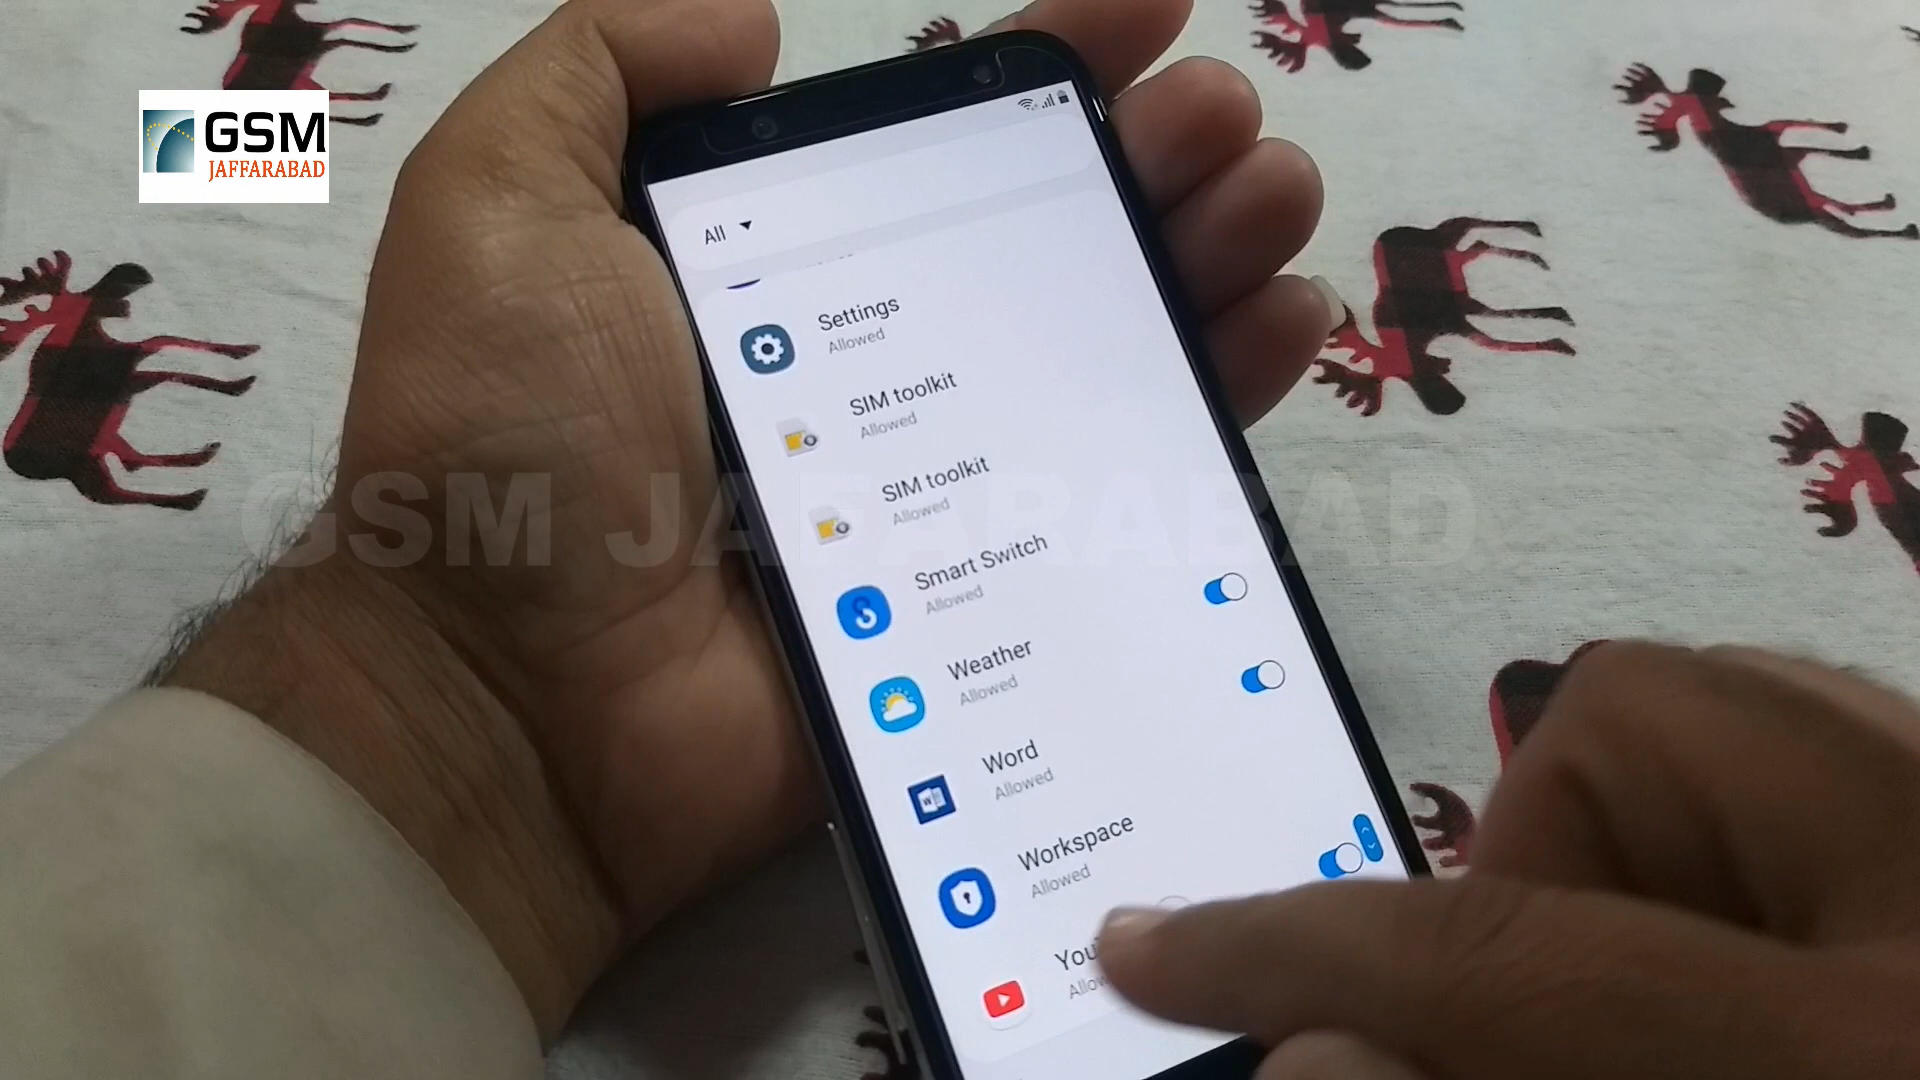 GSM
JAFFARABAD
All
Settings
Allowed
SIM toolkit
Allowed
SIM toolkit
Allowed
Smart Switch
Allowed
Weather
Allowed
Word
Allowed
Workspace
Allowed
GSM JAFFARABAD